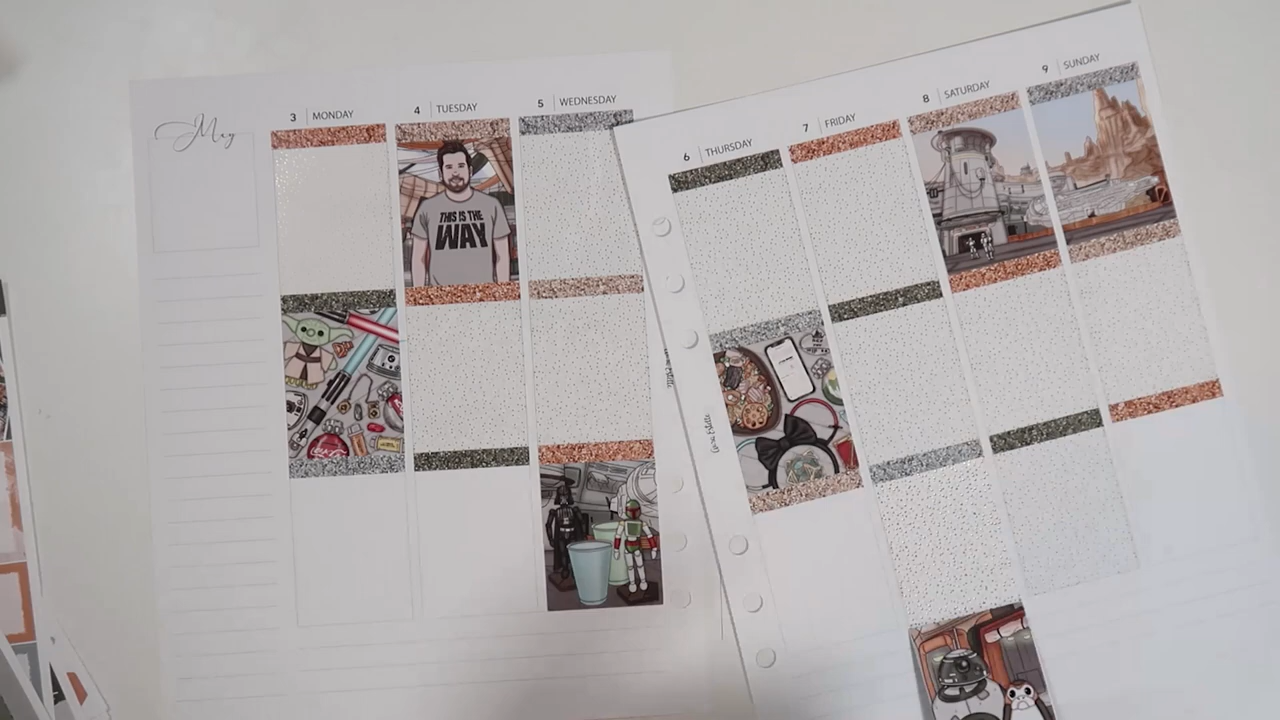 May
3 | MONDAY
4 | TUESDAY
5 | WEDNESDAY
THIS IS THE
WAY
6 | THURSDAY
7 | FRIDAY
8 | SATURDAY
9 | SUNDAY